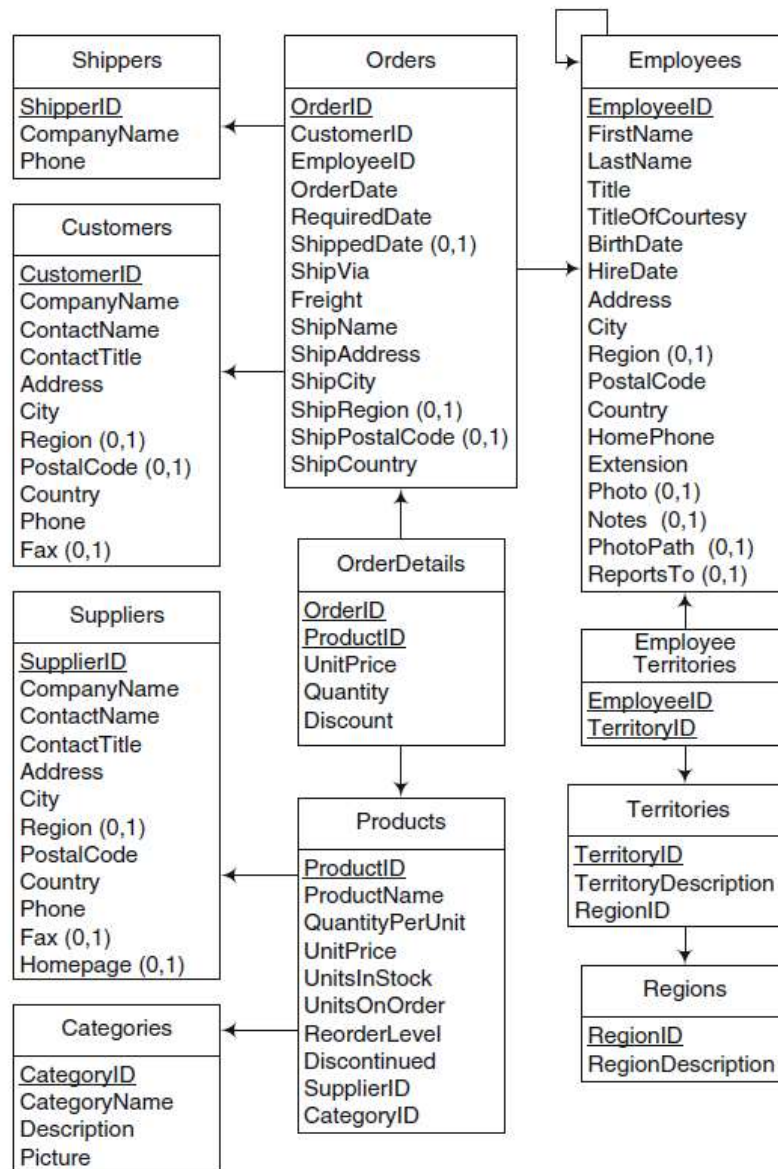 Shippers
ShipperID
CompanyName
Phone
Customers
CustomerID
CompanyName
ContactName
ContactTitle
Address
City
Region (0,1)
PostalCode (0,1)
Country
Phone
Fax (0,1)
Suppliers
SupplierID
CompanyName
ContactName
ContactTitle
Address
City
Region (0,1)
PostalCode
Country
Phone
Fax (0,1)
Homepage (0,1)
Categories
CategoryID
CategoryName
Description
Picture
Orders
OrderID
CustomerID
EmployeeID
OrderDate
RequiredDate
ShippedDate (0,1)
ShipVia
Freight
ShipName
ShipAddress
ShipCity
ShipRegion (0,1)
ShipPostalCode (0,1)
ShipCountry
OrderDetails
OrderID
ProductID
UnitPrice
Quantity
Discount
Products
ProductID
ProductName
QuantityPerUnit
UnitPrice
UnitsInStock
UnitsOnOrder
ReorderLevel
Discontinued
SupplierID
CategoryID
Employees
EmployeeID
FirstName
LastName
Title
TitleOfCourtesy
BirthDate
HireDate
Address
City
Region (0,1)
PostalCode
Country
HomePhone
Extension
Photo (0,1)
Notes (0,1)
PhotoPath (0,1)
ReportsTo (0,1)
Employee
Territories
EmployeeID
TerritoryID
Territories
TerritoryID
TerritoryDescription
RegionID
Regions
RegionID
RegionDescription